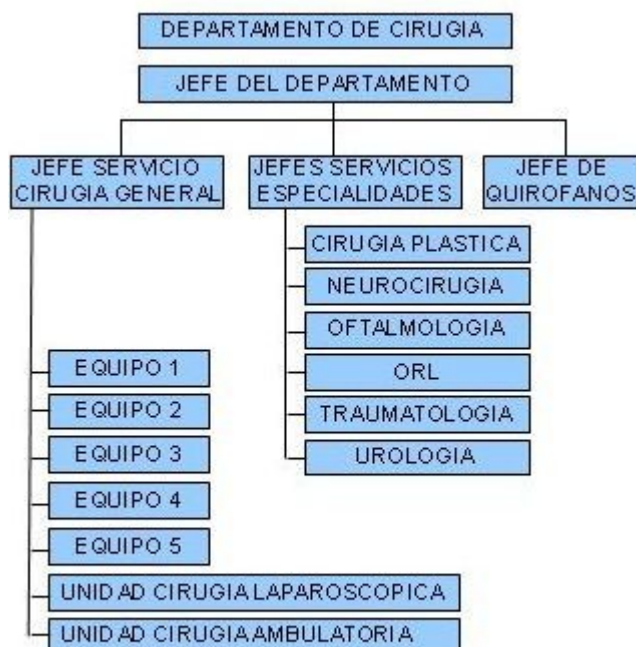 DEPARTAMENTO DE CIRUGIA
JEFE DEL DEPARTAMENTO
JEFE SERVICIO
CIRUGIA GENERAL
JEFES SERVICIOS
ESPECIALIDADES
JEFE DE
QUIROFANOS
CIRUGIA PLASTICA
NEUROCIRUGIA
OFTALMOLOGIA
ORL
TRAUMATOLOGIA
UROLOGIA
EQUIPO 1
EQUIPO 2
EQUIPO 3
EQUIPO 4
EQUIPO 5
UNIDAD CIRUGIA LAPAROSCOPICA
UNIDAD CIRUGIA AMBULATORIA